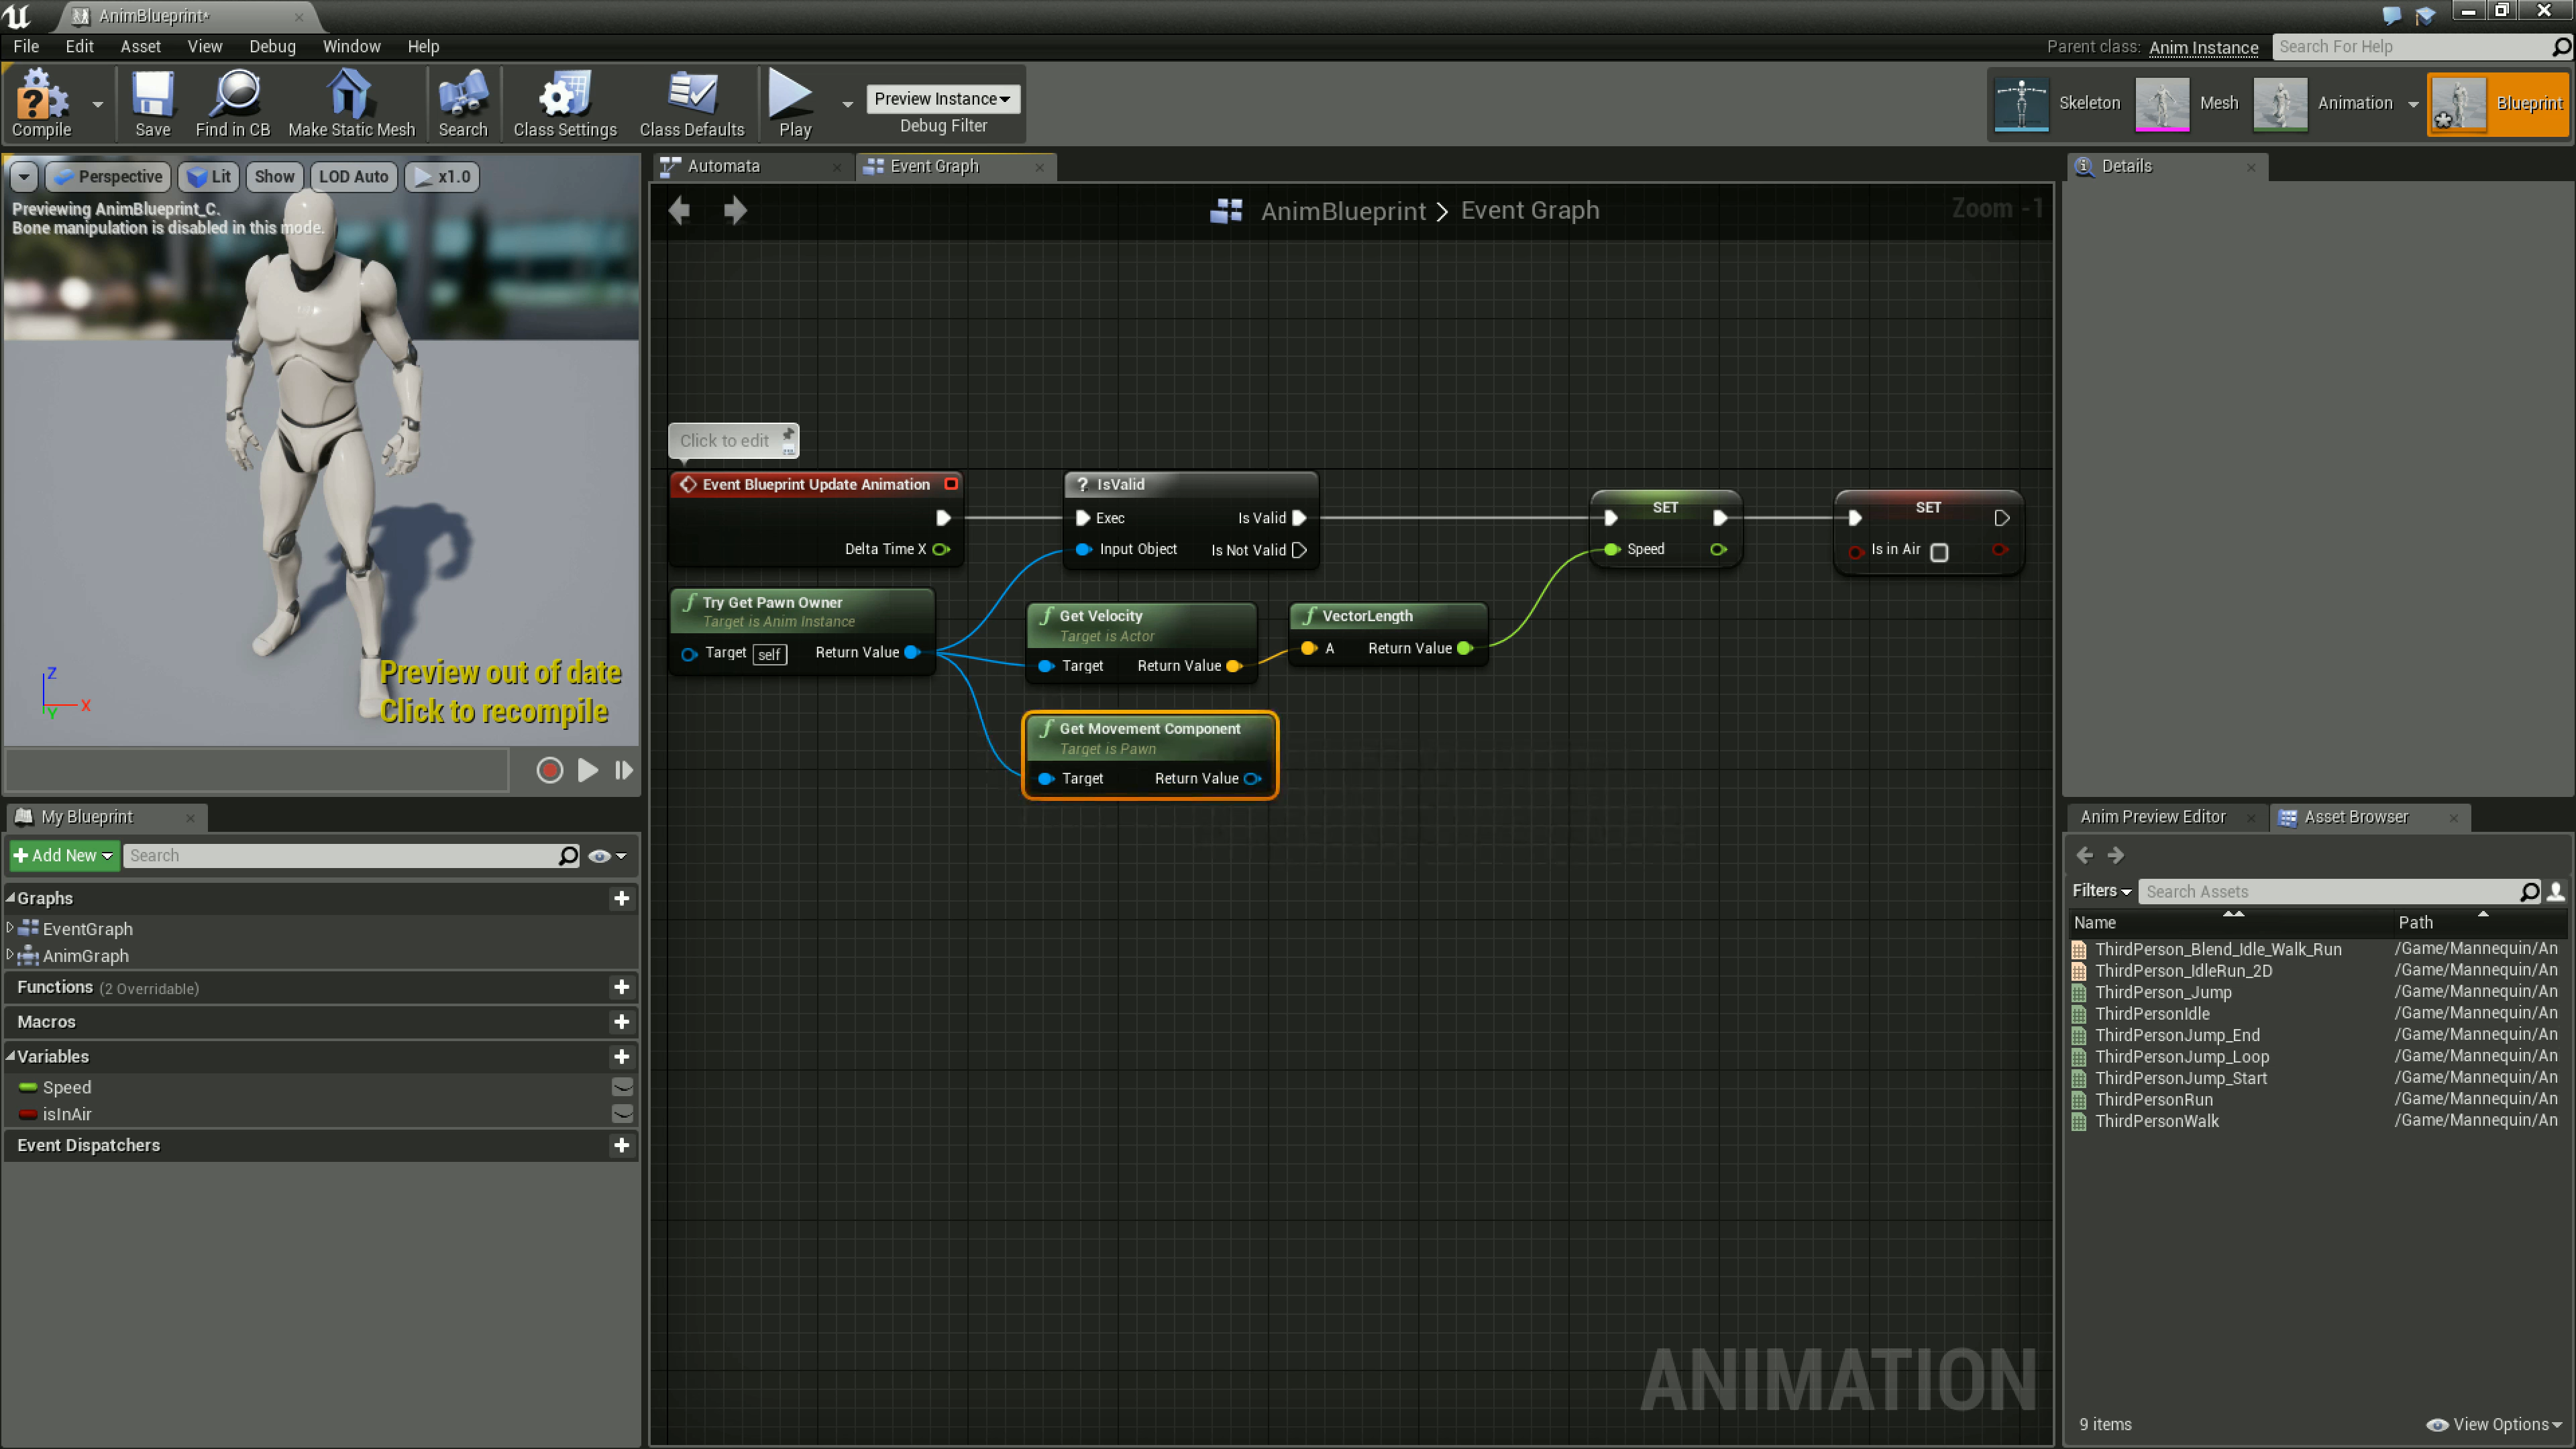 AnimBlueprint*
File Edit Asset View Debug Window Help
Parent class: Anim Instance Search For Help
Compile Save Find in CB Make Static Mesh Search Class Settings Class Defaults Play
Preview Instance
Debug Filter
Skeleton Mesh Animation Blueprint
Perspective Lit Show LOD Auto x1.0
Previewing AnimBlueprint_C.
Bone manipulation is disabled in this mode.
Z
X
Y
Preview out of date
Click to recompile
Automata Event Graph
AnimBlueprint > Event Graph
Zoom -1
Click to edit
Event Blueprint Update Animation
Delta Time X
? IsValid
Exec Is Valid
Input Object Is Not Valid
SET
Speed
SET
Is in Air
f Try Get Pawn Owner
Target is Anim Instance
Target self Return Value
f Get Velocity
Target is Actor
Target Return Value
f VectorLength
A Return Value
f Get Movement Component
Target is Pawn
Target Return Value
ANIMATION
My Blueprint
+ Add New Search
Graphs +
EventGraph
AnimGraph
Functions (2 Overridable) +
Macros +
Variables +
Speed
isInAir
Event Dispatchers +
Details
Anim Preview Editor Asset Browser
Filters Search Assets
Name Path
ThirdPerson_Blend_Idle_Walk_Run /Game/Mannequin/An
ThirdPerson_IdleRun_2D /Game/Mannequin/An
ThirdPerson_Jump /Game/Mannequin/An
ThirdPersonIdle /Game/Mannequin/An
ThirdPersonJump_End /Game/Mannequin/An
ThirdPersonJump_Loop /Game/Mannequin/An
ThirdPersonJump_Start /Game/Mannequin/An
ThirdPersonRun /Game/Mannequin/An
ThirdPersonWalk /Game/Mannequin/An
9 items View Options